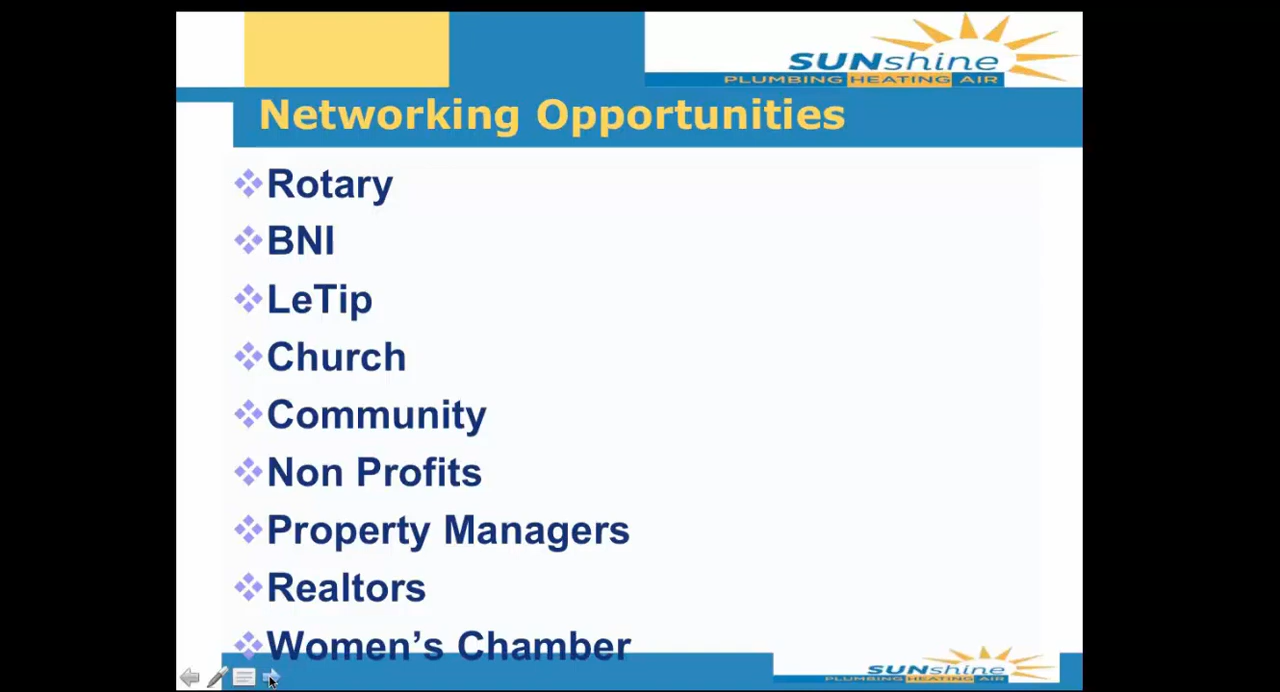 SUNshine
PLUMBING HEATING AIR
Networking Opportunities
Rotary
BNI
LeTip
Church
Community
Non Profits
Property Managers
Realtors
Women’s Chamber
SUNshine
PLUMBING HEATING AIR